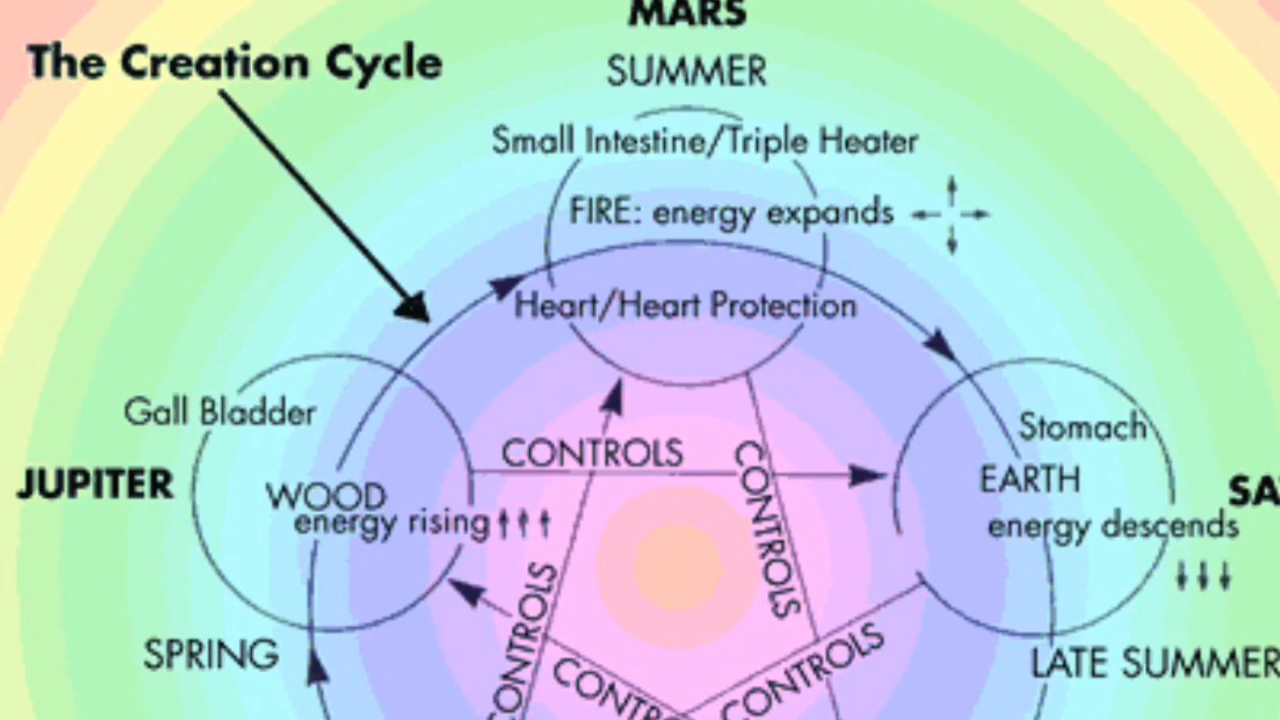 MARS
The Creation Cycle
SUMMER
Small Intestine/Triple Heater
FIRE: energy expands
Heart/Heart Protection
Gall Bladder
Stomach
CONTROLS
CONTROLS
JUPITER
WOOD
EARTH
energy rising
energy descends
CONTROLS
SPRING
CONTROLS
LATE SUMMER